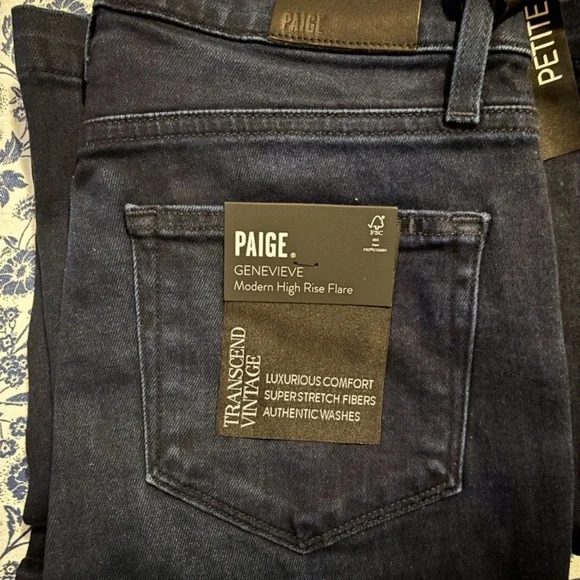 PAIGE
PETITE
PAIGE.
GENEVIEVE
Modern High Rise Flare
FSC
TRANSCEND
VINTAGE
LUXURIOUS COMFORT
SUPER STRETCH FIBERS
AUTHENTIC WASHES